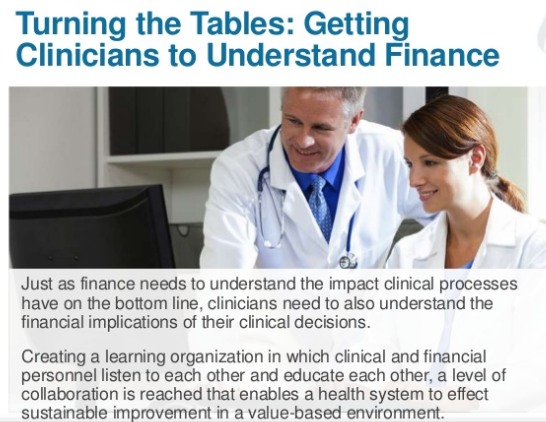 Turning the Tables: Getting
Clinicians to Understand Finance
Just as finance needs to understand the impact clinical processes
have on the bottom line, clinicians need to also understand the
financial implications of their clinical decisions.
Creating a learning organization in which clinical and financial
personnel listen to each other and educate each other, a level of
collaboration is reached that enables a health system to effect
sustainable improvement in a value-based environment.